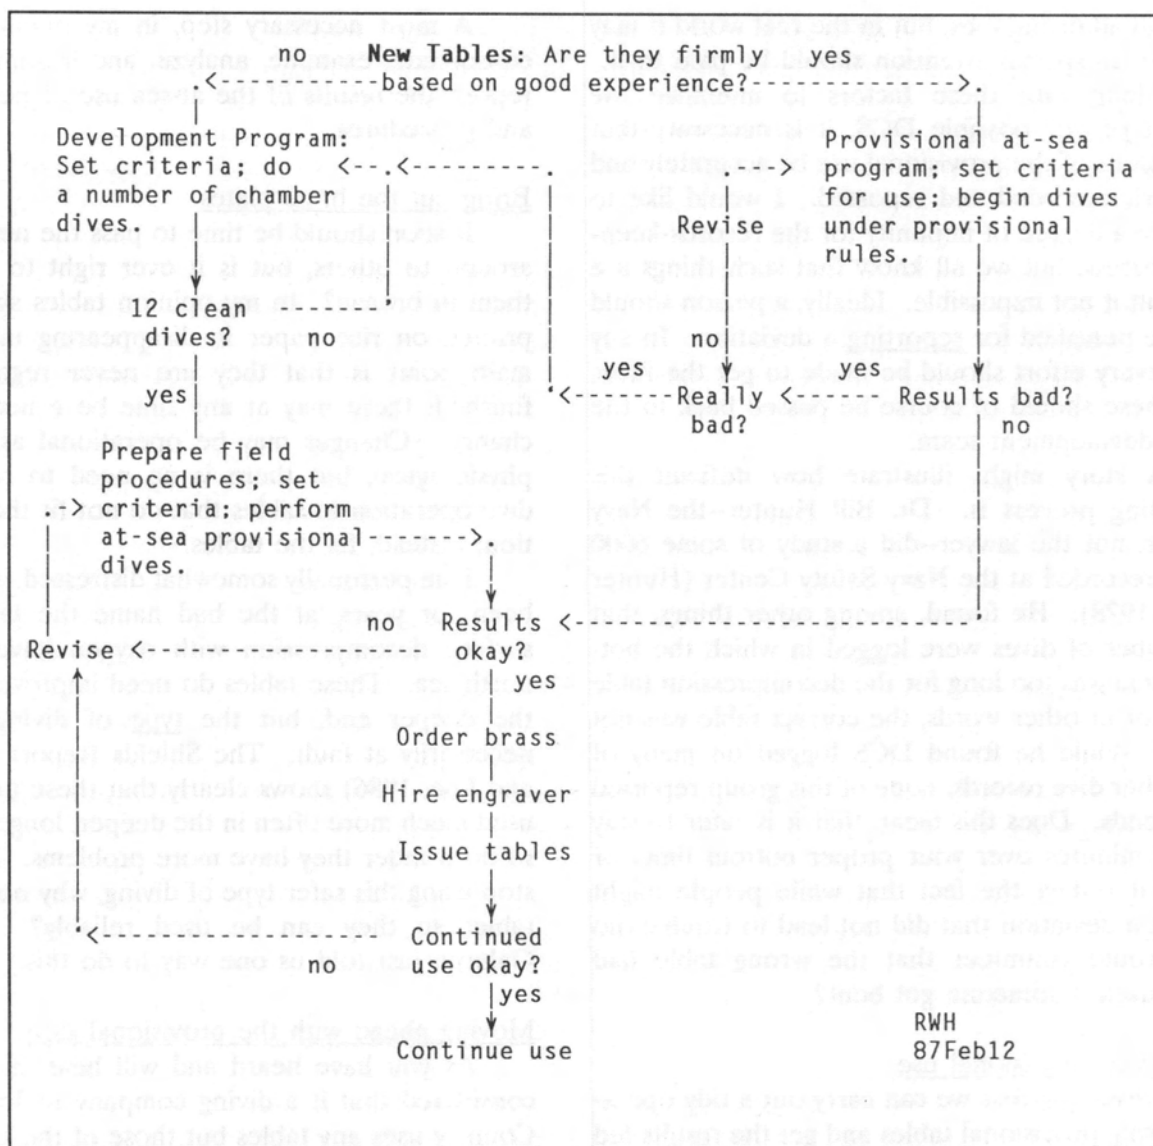 no New Tables: Are they firmly yes
<------------based on good experience?------------>.
Development Program:
Set criteria; do <--.<----------.
a number of chamber
dives.
Provisional at-sea
.----> program; set criteria
Revise for use; begin dives
under provisional
rules.
12 clean ------
dives? no
yes
no
yes yes
.<------ Really <---- Results bad?
bad? no
Prepare field
procedures; set
.-> criteria; perform
at-sea provisional-------->.
dives.
no Results <--------------------------
Revise <-------------- okay?
yes
Order brass
Hire engraver
Issue tables
.<---------------- Continued
no use okay?
yes
Continue use
RWH
87Feb12